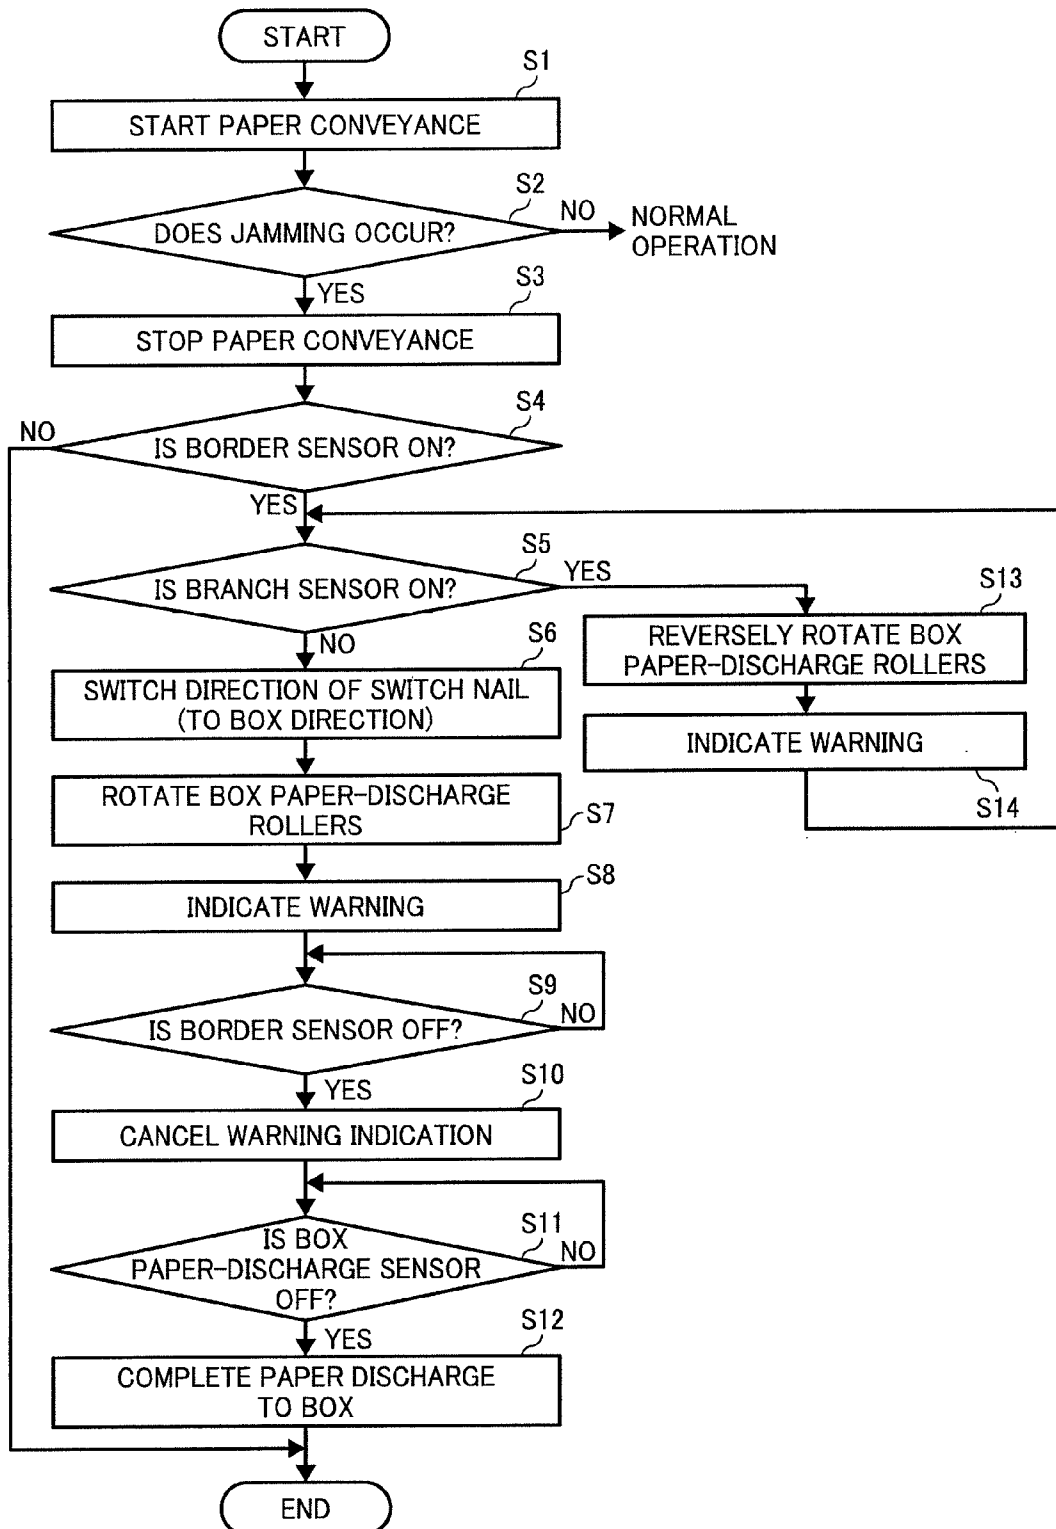 START
S1
START PAPER CONVEYANCE
S2
DOES JAMMING OCCUR?
NO
NORMAL
OPERATION
YES
S3
STOP PAPER CONVEYANCE
S4
NO
IS BORDER SENSOR ON?
YES
S5
IS BRANCH SENSOR ON?
YES
NO
S13
REVERSELY ROTATE BOX
PAPER-DISCHARGE ROLLERS
INDICATE WARNING
S14
S6
SWITCH DIRECTION OF SWITCH NAIL
(TO BOX DIRECTION)
ROTATE BOX PAPER-DISCHARGE
ROLLERS
S7
S8
INDICATE WARNING
S9
IS BORDER SENSOR OFF?
NO
YES
S10
CANCEL WARNING INDICATION
S11
IS BOX
PAPER-DISCHARGE SENSOR
OFF?
NO
YES
S12
COMPLETE PAPER DISCHARGE
TO BOX
END